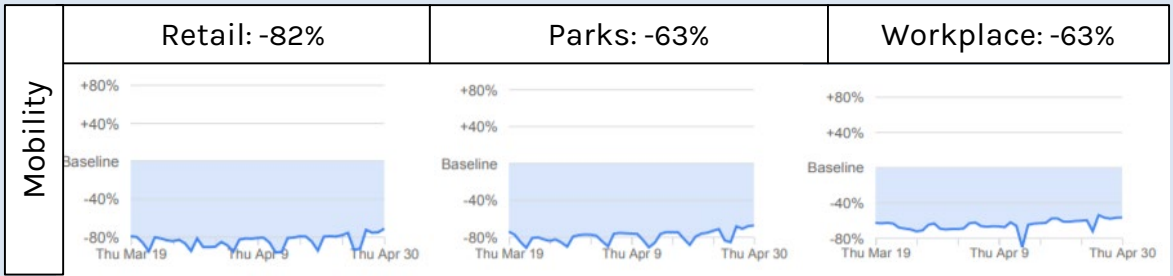 Mobility
Retail: -82%
Parks: -63%
Workplace: -63%
+80%
+40%
Baseline
-40%
-80%
Thu Mar 19
Thu Apr 9
Thu Apr 30
+80%
+40%
Baseline
-40%
-80%
Thu Mar 19
Thu Apr 9
Thu Apr 30
+80%
+40%
Baseline
-40%
-80%
Thu Mar 19
Thu Apr 9
Thu Apr 30